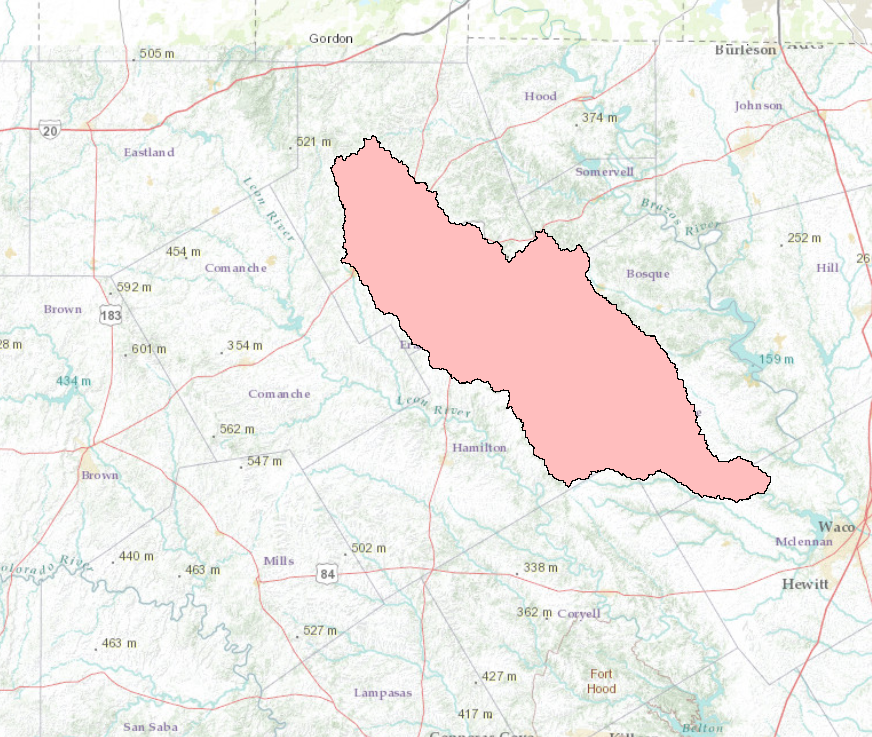 Gordon
Burleson
505 m
Hood
Johnson
20
374 m
Eastland
521 m
Somervell
Leon River
Brazos River
454 m
Comanche
252 m
Hill
26
Bosque
592 m
Brown
183
28 m
601 m
354 m
159 m
434 m
Comanche
Leon River
562 m
Hamilton
547 m
Brown
Waco
Mclennan
440 m
463 m
Mills
502 m
84
338 m
Hewitt
362 m
Coryell
527 m
463 m
427 m
Fort
Hood
Lampasas
417 m
San Saba
Belton